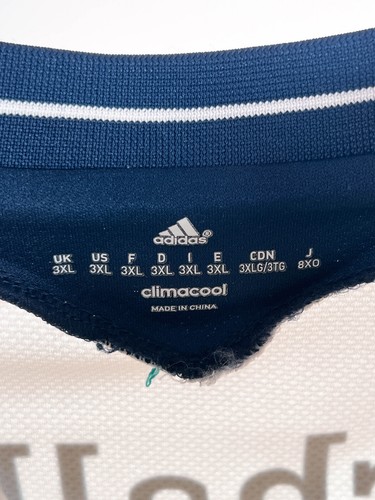 adidas®
UK US F D I E CDN J
3XL 3XL 3XL 3XL 3XL 3XL 3XLG/3TG 8XO
climacool
MADE IN CHINA